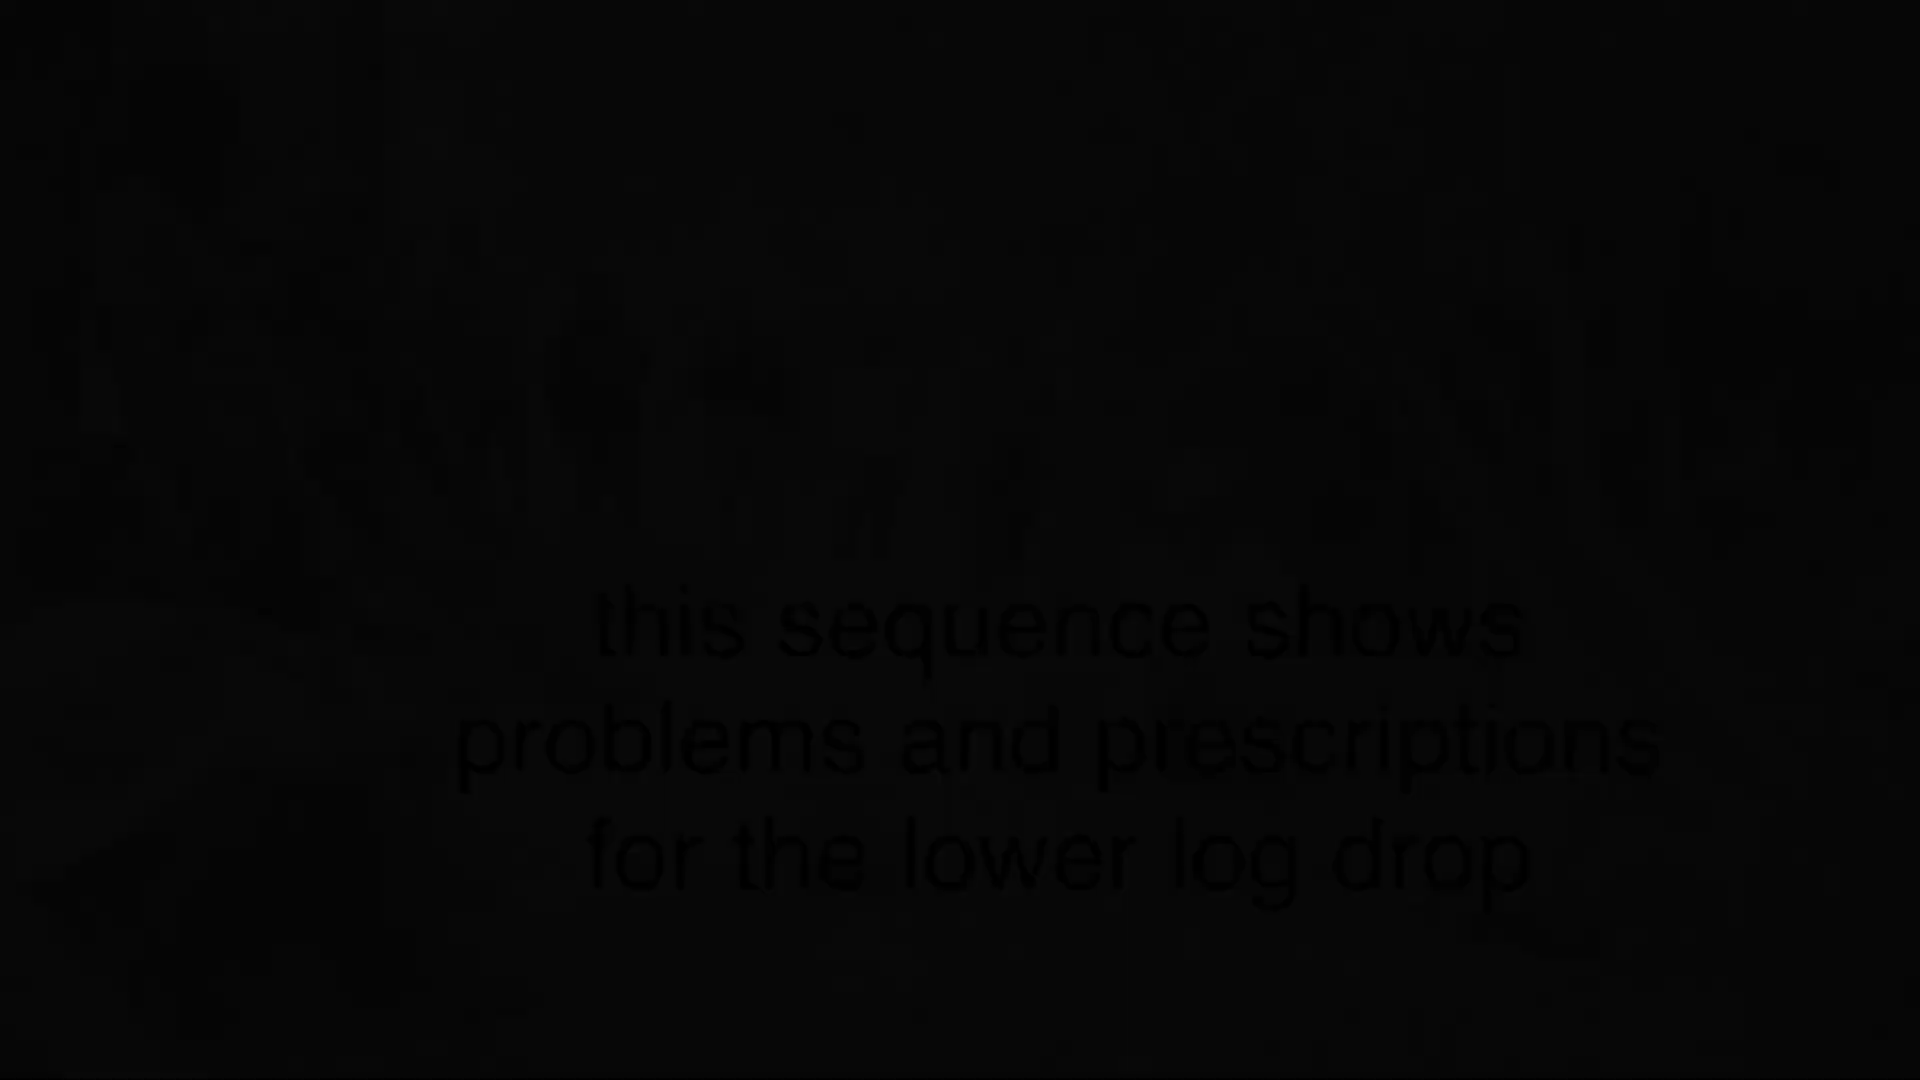 this sequence shows
problems and prescriptions
for the lower log drop